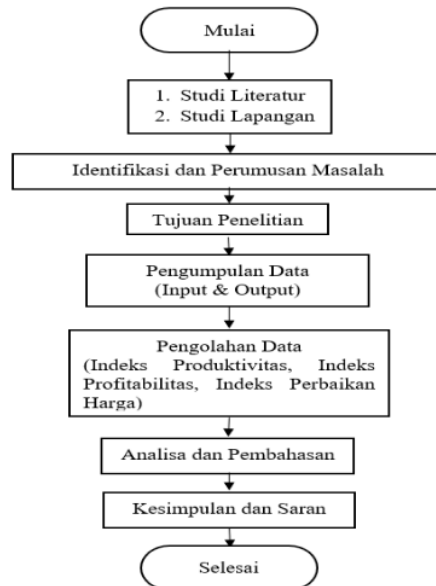 Mulai
1. Studi Literatur
2. Studi Lapangan
Identifikasi dan Perumusan Masalah
Tujuan Penelitian
Pengumpulan Data
(Input & Output)
Pengolahan Data
(Indeks Produktivitas, Indeks
Profitabilitas, Indeks Perbaikan
Harga)
Analisa dan Pembahasan
Kesimpulan dan Saran
Selesai